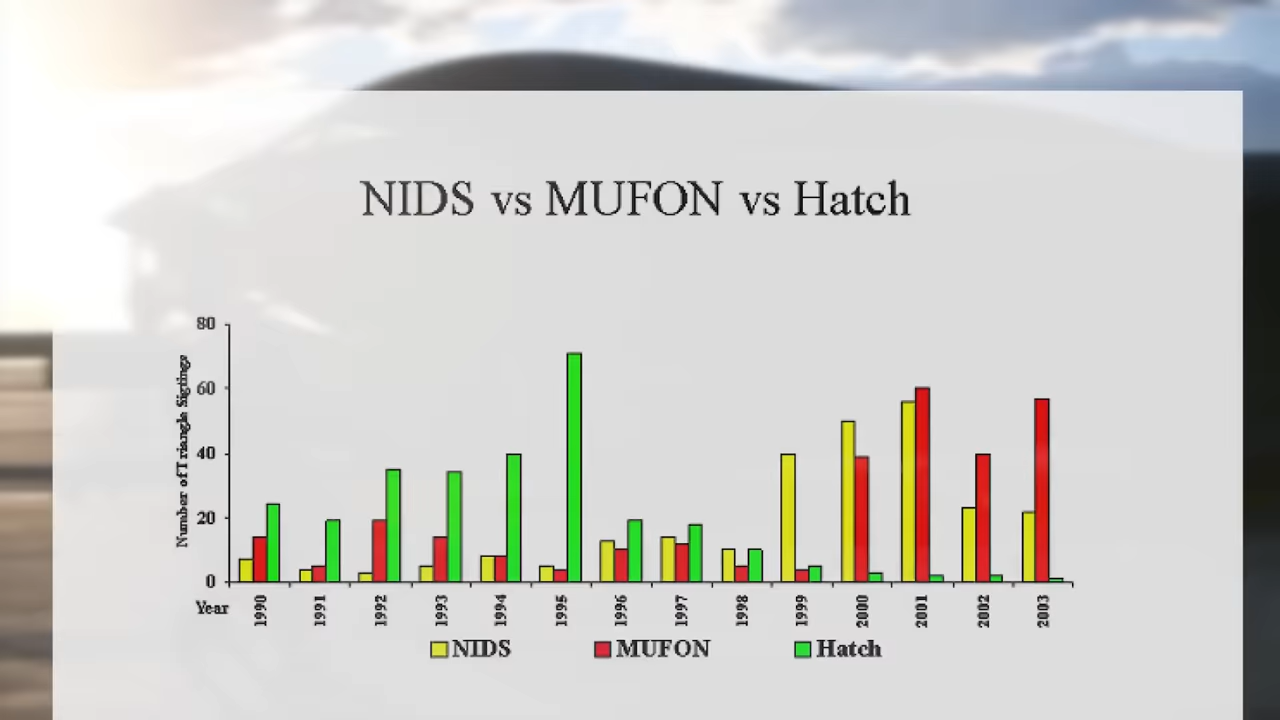 NIDS vs MUFON vs Hatch
Number of Triangle Sigtings
80
60
40
20
0
Year 1990 1991 1992 1993 1994 1995 1996 1997 1998 1999 2000 2001 2002 2003
NIDS MUFON Hatch